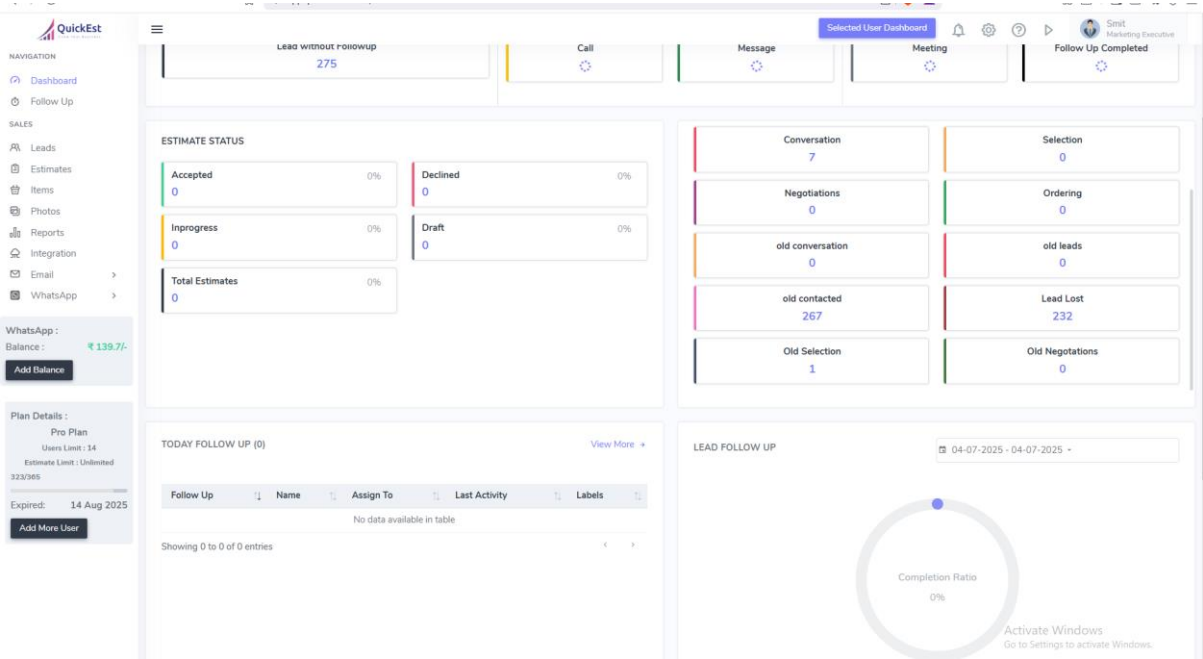 QuickEst
Selected User Dashboard
Smit
Marketing Executive
NAVIGATION
Dashboard
Follow Up
SALES
Leads
Estimates
Items
Photos
Reports
Integration
Email
WhatsApp
WhatsApp :
Balance : ₹ 139.7/-
Add Balance
Plan Details :
Pro Plan
Users Limit : 14
Estimate Limit : Unlimited
323/365
Expired: 14 Aug 2025
Add More User
Lead without Followup
275
Call
Message
Meeting
Follow Up Completed
ESTIMATE STATUS
Accepted 0%
0
Declined 0%
0
Inprogress 0%
0
Draft 0%
0
Total Estimates 0%
0
Conversation
7
Selection
0
Negotiations
0
Ordering
0
old conversation
0
old leads
0
old contacted
267
Lead Lost
232
Old Selection
1
Old Negotations
0
TODAY FOLLOW UP (0) View More
Follow Up Name Assign To Last Activity Labels
No data available in table
Showing 0 to 0 of 0 entries
LEAD FOLLOW UP
04-07-2025 - 04-07-2025
Completion Ratio
0%
Activate Windows
Go to Settings to activate Windows.